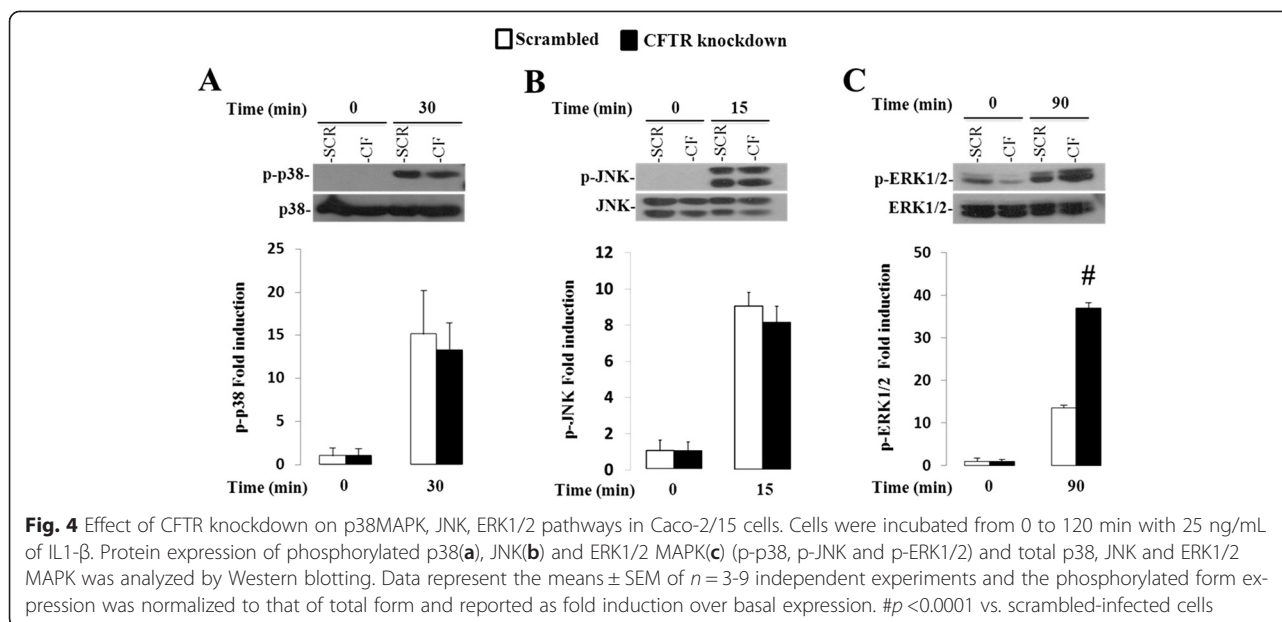 Scrambled CFTR knockdown
A
Time (min) 0 30
-SCR -CF -SCR -CF
p-p38-
p38-
p-p38 Fold induction
25
20
15
10
5
0
Time (min) 0 30
B
Time (min) 0 15
-SCR -CF -SCR -CF
p-JNK-
JNK-
p-JNK Fold induction
12
10
8
6
4
2
0
Time (min) 0 15
C
Time (min) 0 90
-SCR -CF -SCR -CF
p-ERK1/2-
ERK1/2-
p-ERK1/2 Fold induction
50
40
30
20
10
0
#
Time (min) 0 90
Fig. 4 Effect of CFTR knockdown on p38MAPK, JNK, ERK1/2 pathways in Caco-2/15 cells. Cells were incubated from 0 to 120 min with 25 ng/mL
of IL1-β. Protein expression of phosphorylated p38(a), JNK(b) and ERK1/2 MAPK(c) (p-p38, p-JNK and p-ERK1/2) and total p38, JNK and ERK1/2
MAPK was analyzed by Western blotting. Data represent the means ± SEM of n = 3-9 independent experiments and the phosphorylated form ex-
pression was normalized to that of total form and reported as fold induction over basal expression. #p <0.0001 vs. scrambled-infected cells